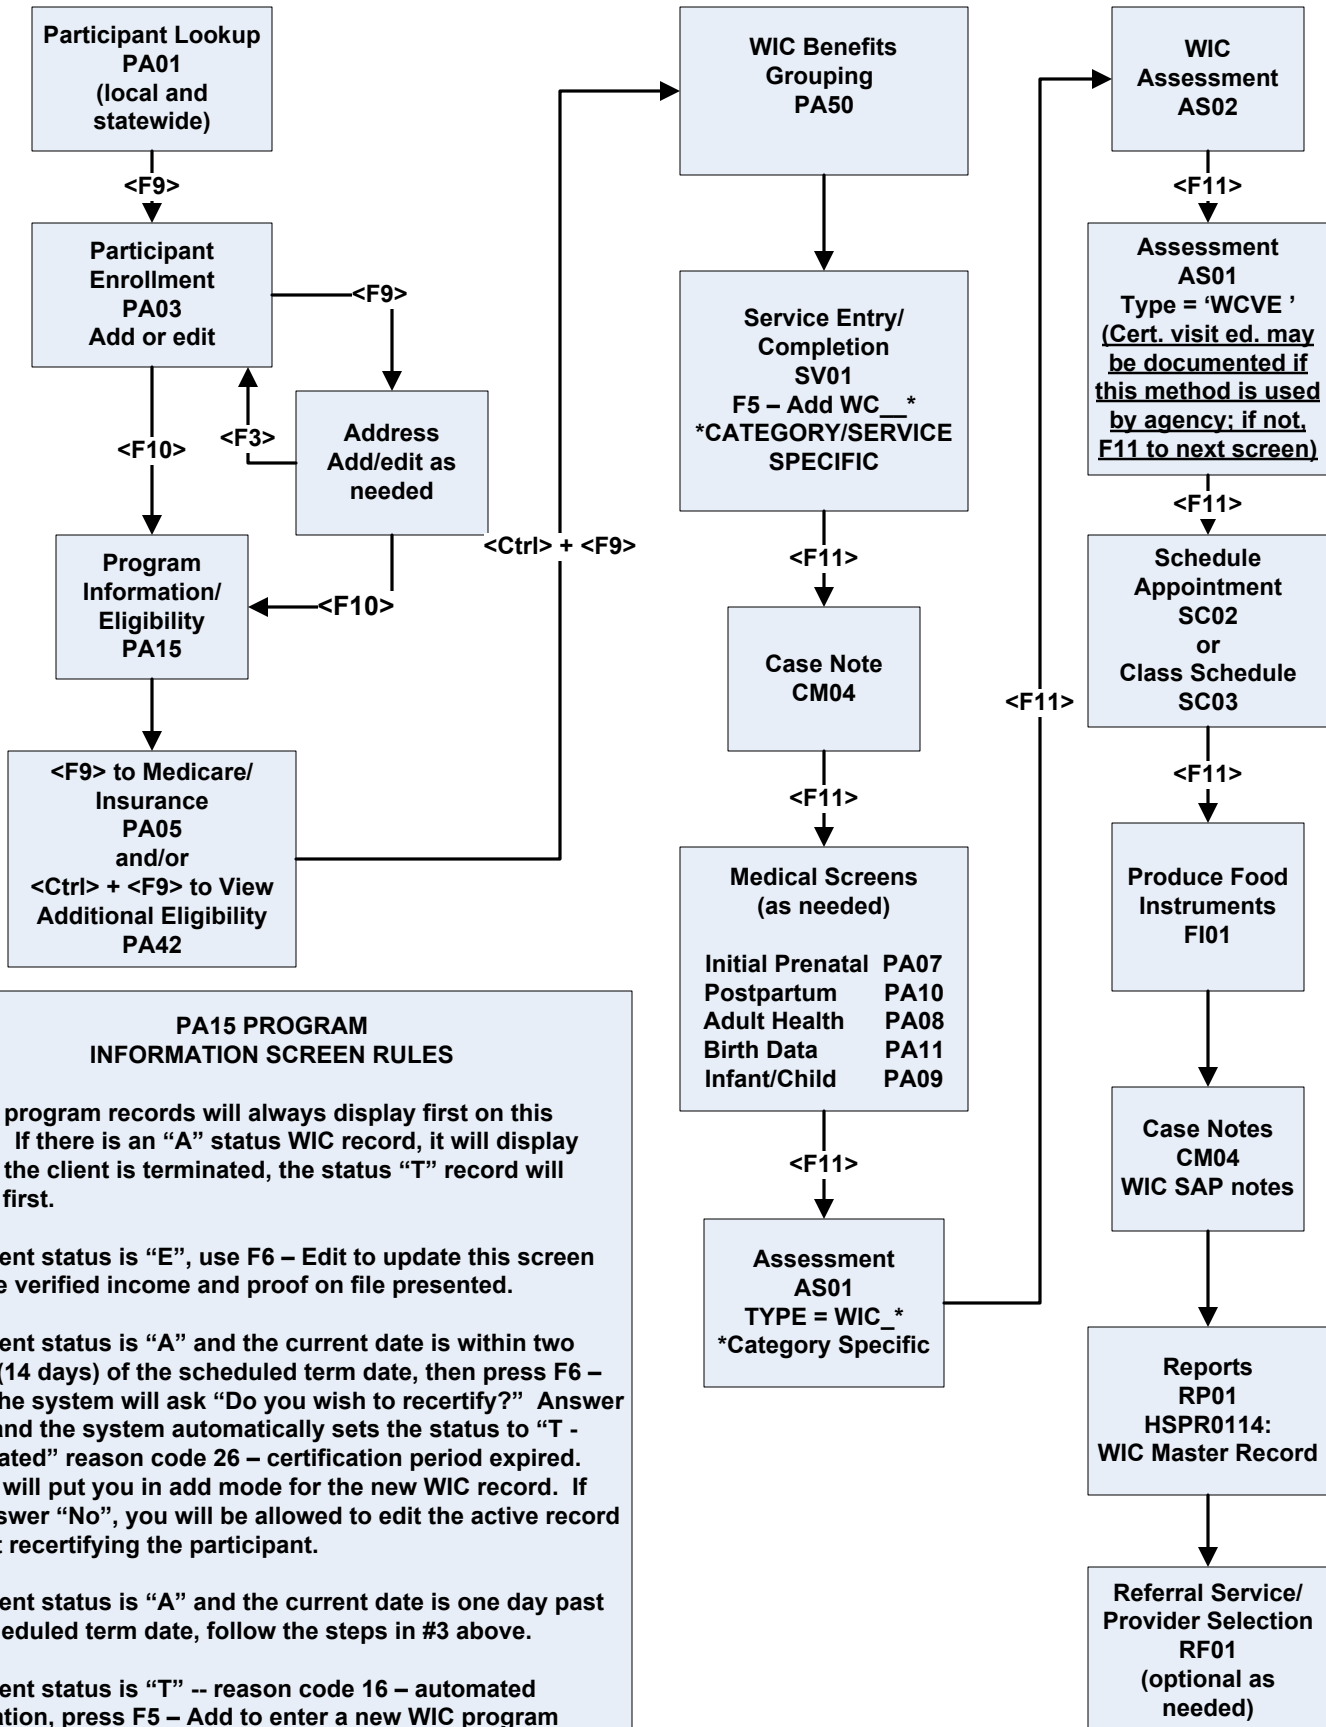 Participant Lookup
PA01
(local and
statewide)
<F9>
Participant
Enrollment
PA03
Add or edit
<F9>
<F3>
Address
Add/edit as
needed
<F10>
<F10>
Program
Information/
Eligibility
PA15
<F9> to Medicare/
Insurance
PA05
and/or
<Ctrl> + <F9> to View
Additional Eligibility
PA42
<Ctrl> + <F9>
WIC Benefits
Grouping
PA50
Service Entry/
Completion
SV01
F5 – Add WC__*
*CATEGORY/SERVICE
SPECIFIC
<F11>
Case Note
CM04
<F11>
Medical Screens
(as needed)
Initial Prenatal PA07
Postpartum PA10
Adult Health PA08
Birth Data PA11
Infant/Child PA09
<F11>
Assessment
AS01
TYPE = WIC_*
*Category Specific
<F11>
WIC
Assessment
AS02
<F11>
Assessment
AS01
Type = ‘WCVE ’
(Cert. visit ed. may
be documented if
this method is used
by agency; if not,
F11 to next screen)
<F11>
Schedule
Appointment
SC02
or
Class Schedule
SC03
<F11>
Produce Food
Instruments
FI01
Case Notes
CM04
WIC SAP notes
Reports
RP01
HSPR0114:
WIC Master Record
Referral Service/
Provider Selection
RF01
(optional as
needed)
PA15 PROGRAM
INFORMATION SCREEN RULES
program records will always display first on this
If there is an “A” status WIC record, it will display
the client is terminated, the status “T” record will
first.
ent status is “E”, use F6 – Edit to update this screen
e verified income and proof on file presented.
ent status is “A” and the current date is within two
(14 days) of the scheduled term date, then press F6 –
he system will ask “Do you wish to recertify?” Answer
and the system automatically sets the status to “T -
ated” reason code 26 – certification period expired.
will put you in add mode for the new WIC record. If
swer “No”, you will be allowed to edit the active record
t recertifying the participant.
ent status is “A” and the current date is one day past
eduled term date, follow the steps in #3 above.
ent status is “T” -- reason code 16 – automated
ation, press F5 – Add to enter a new WIC program